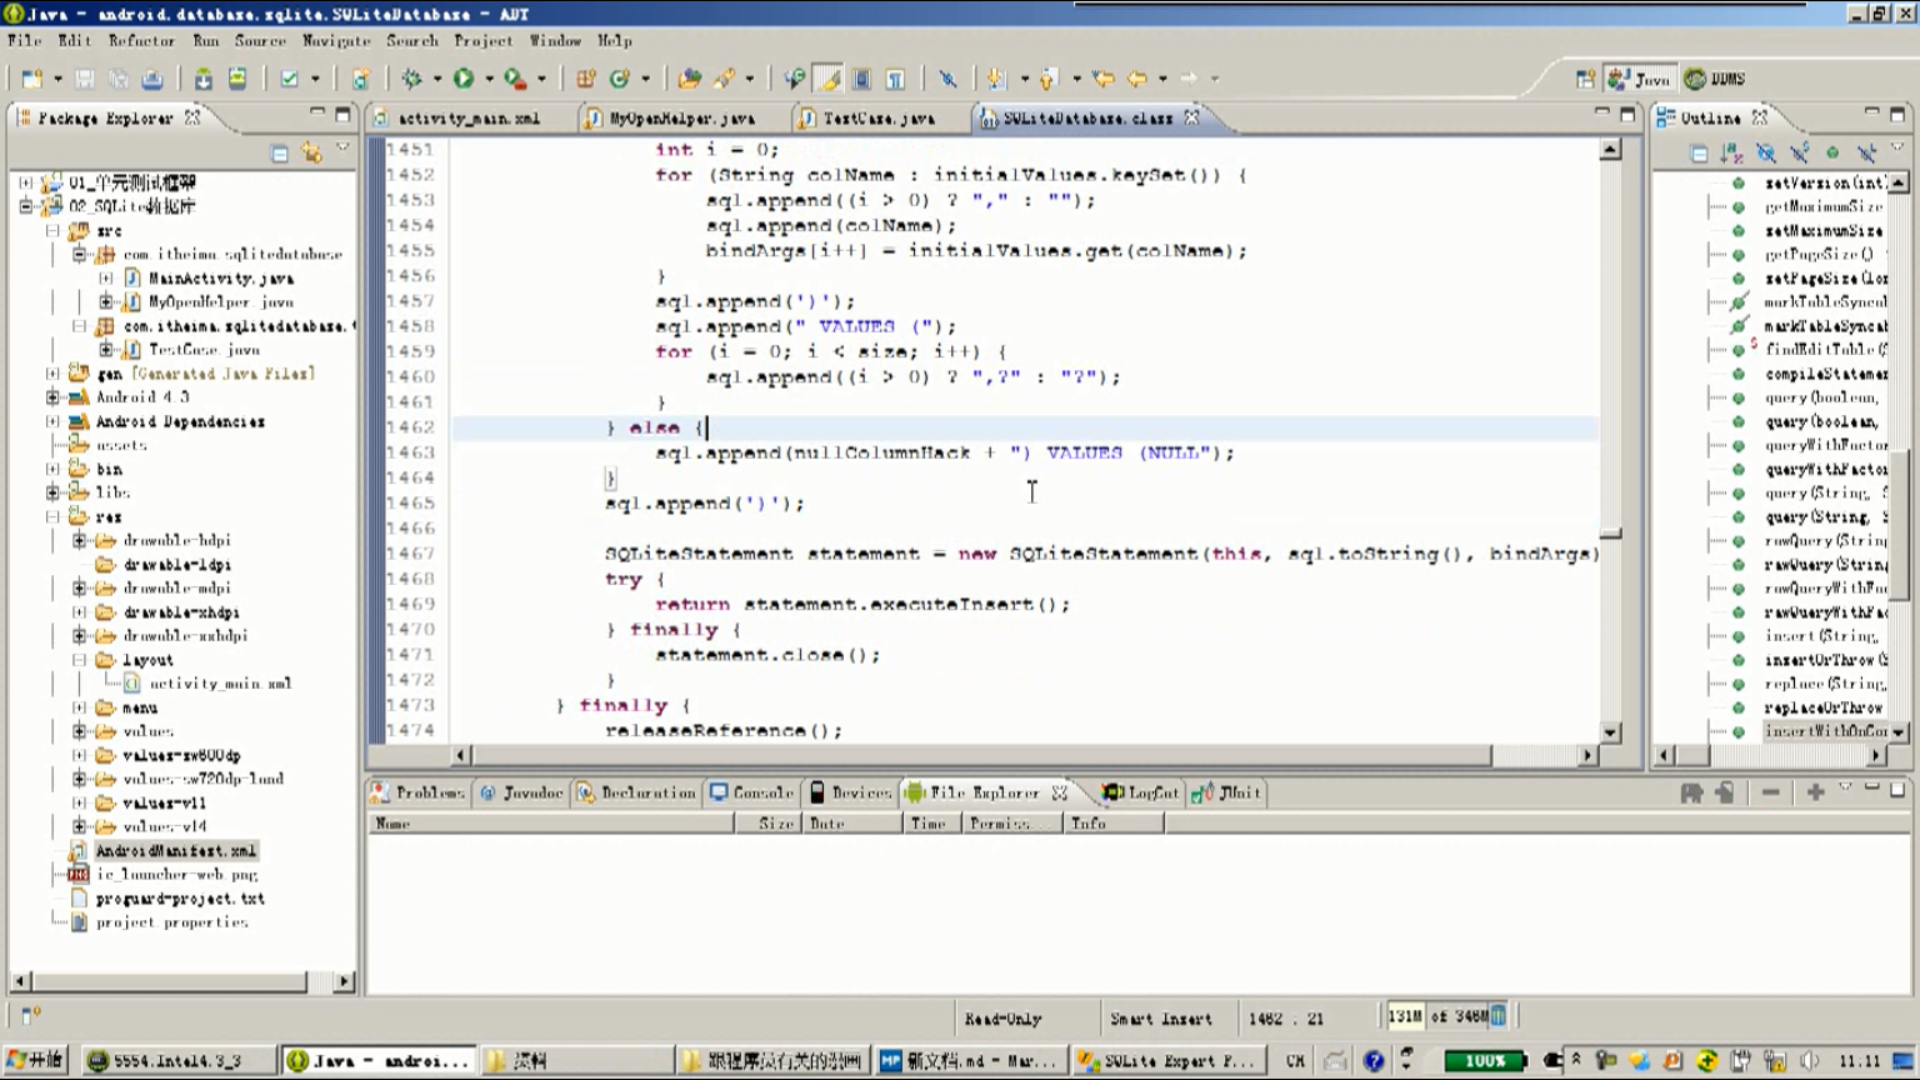 Java - android.database.sqlite.SQLiteDatabase - ADT
File Edit Refactor Run Source Navigate Search Project Window Help
Java DDMS
Package Explorer
activity_main.xml MyOpenHelper.java TestCase.java SQLiteDatabase.class
Outline
01_单元测试框架
02_SQLite数据库
src
com.itheima.sqlitedatabase
MainActivity.java
MyOpenHelper.java
com.itheima.sqlitedatabase.
TestCase.java
gen [Generated Java Files]
Android 4.3
Android Dependencies
assets
bin
libs
res
drawable-hdpi
drawable-ldpi
drawable-mdpi
drawable-xhdpi
drawable-xxhdpi
layout
activity_main.xml
menu
values
values-sw600dp
values-sw720dp-land
values-v11
values-v14
AndroidManifest.xml
ic_launcher-web.png
proguard-project.txt
project.properties
1451 int i = 0;
1452 for (String colName : initialValues.keySet()) {
1453 sql.append((i > 0) ? "," : "");
1454 sql.append(colName);
1455 bindArgs[i++] = initialValues.get(colName);
1456 }
1457 sql.append(')');
1458 sql.append(" VALUES (");
1459 for (i = 0; i < size; i++) {
1460 sql.append((i > 0) ? ",?" : "?");
1461 }
1462 } else {
1463 sql.append(nullColumnHack + ") VALUES (NULL");
1464 }
1465 sql.append(')');
1466
1467 SQLiteStatement statement = new SQLiteStatement(this, sql.toString(), bindArgs)
1468 try {
1469 return statement.executeInsert();
1470 } finally {
1471 statement.close();
1472 }
1473 } finally {
1474 releaseReference();
setVersion(int)
getMaximumSize
setMaximumSize
getPageSize()
setPageSize(lon
markTableSyncab
markTableSyncab
findEditTable(S
compileStatemen
query(boolean,
query(boolean,
queryWithFactor
queryWithFactor
query(String, S
query(String, S
rawQuery(String
rawQuery(String
rawQueryWithFac
rawQueryWithFac
insert(String,
insertOrThrow(S
replace(String,
replaceOrThrow
insertWithOnCon
Problems Javadoc Declaration Console Devices File Explorer LogCat JUnit
Name Size Date Time Permiss... Info
Read-Only Smart Insert 1462 : 21 131M of 346M
开始 5554:Intel4.3_3 Java - androi... 资料 跟程序员有关的漫画 新文档.md - Mar... SQLite Expert P... CH 100% 11:11